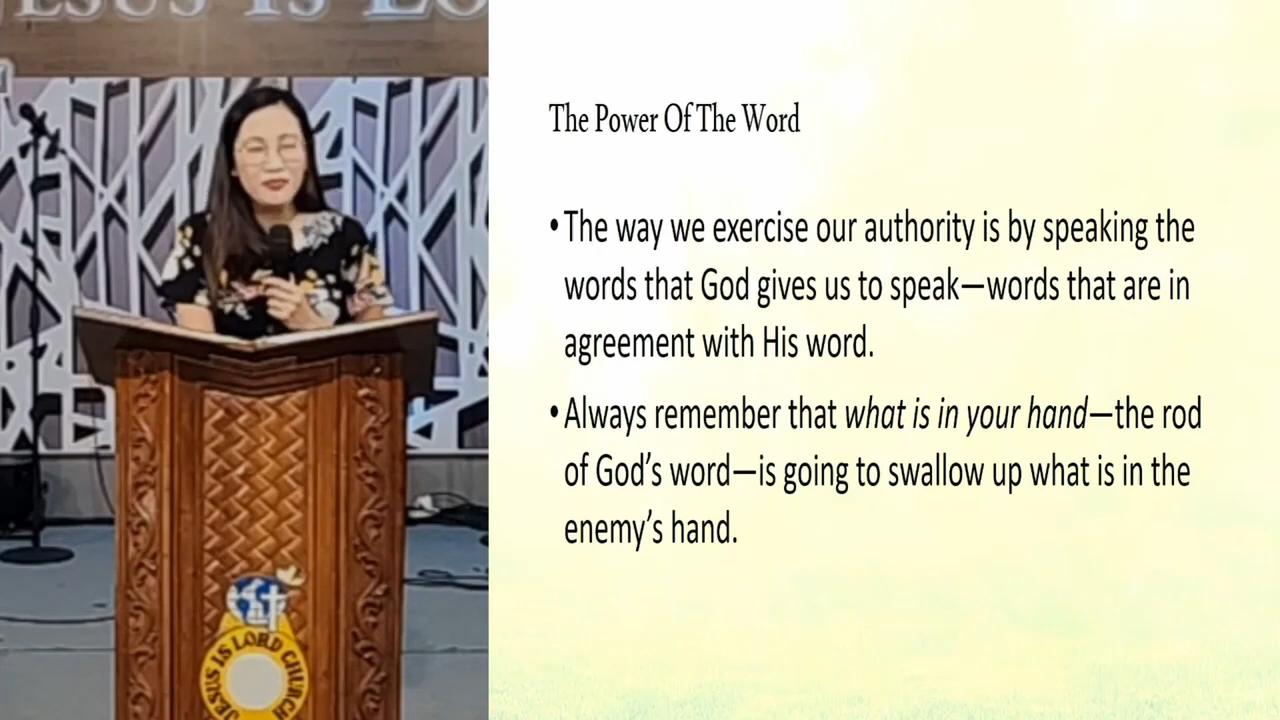 JESUS IS LO
The Power Of The Word
•The way we exercise our authority is by speaking the
words that God gives us to speak—words that are in
agreement with His word.
•Always remember that what is in your hand—the rod
of God’s word—is going to swallow up what is in the
enemy’s hand.
JESUS IS LORD CHURCH